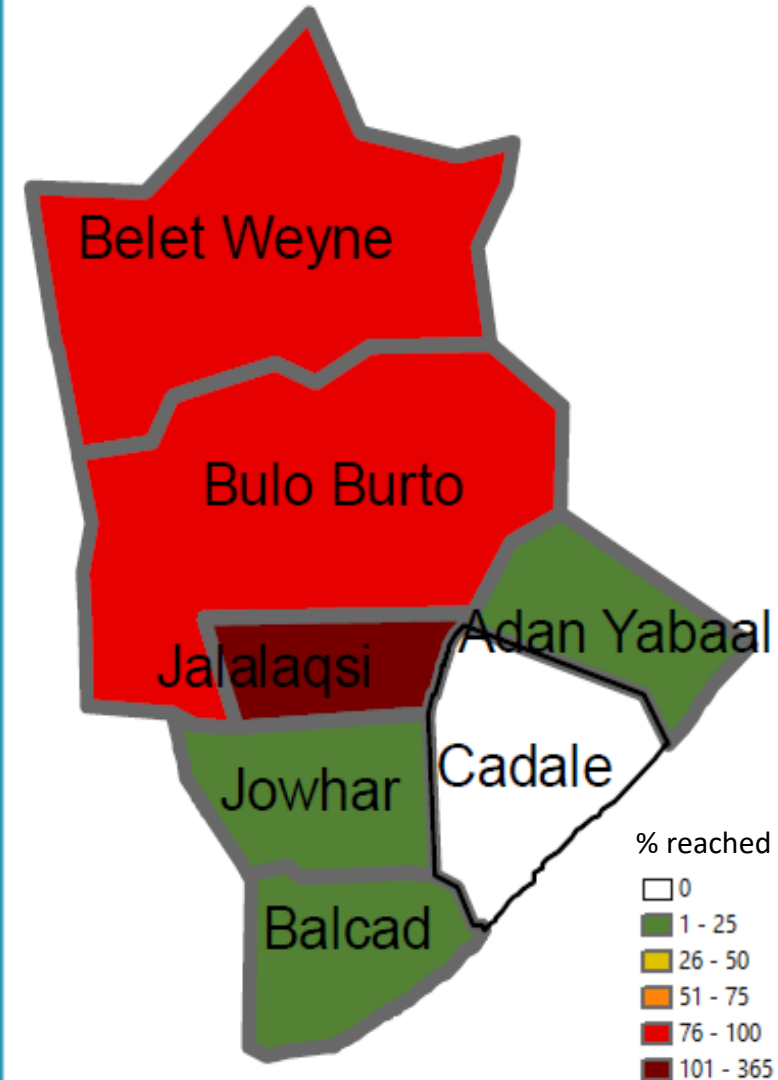 Belet Weyne
Bulo Burto
Adan Yabaal
Jalalaqsi
Cadale
Jowhar
Balcad
% reached
0
1 - 25
26 - 50
51 - 75
76 - 100
101 - 365